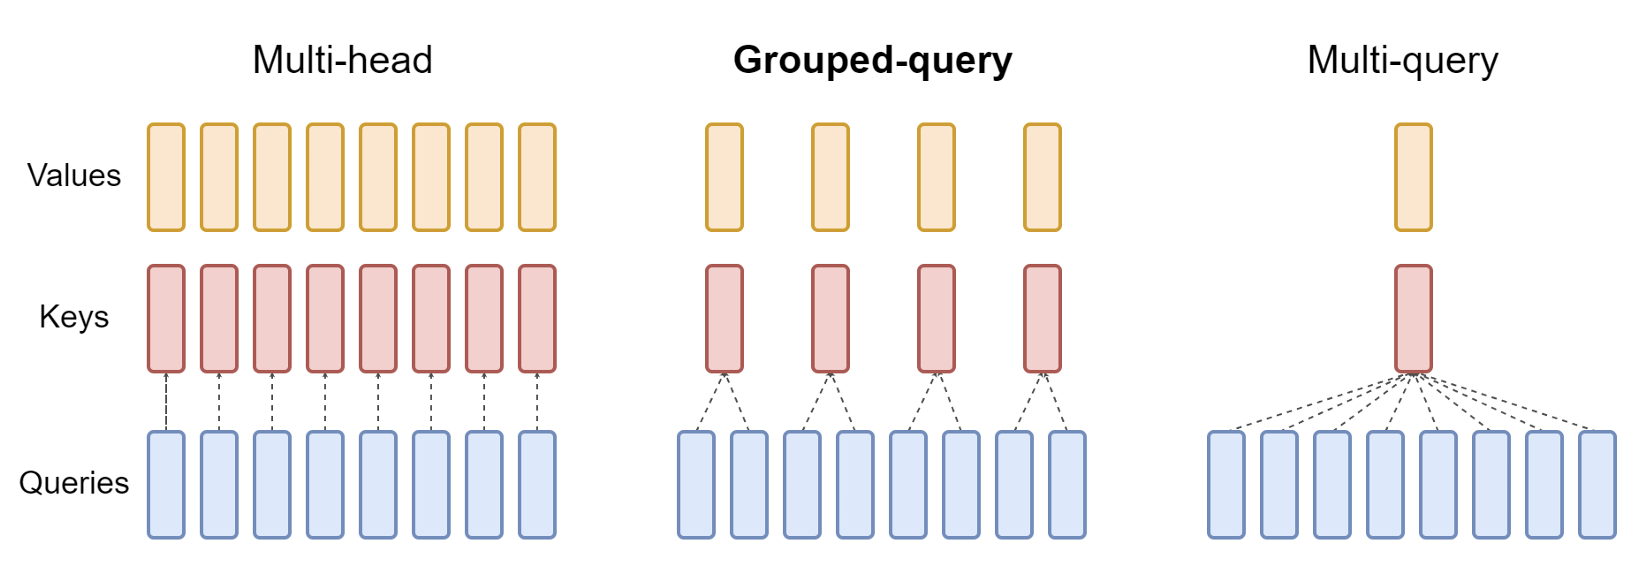 Multi-head
Grouped-query
Multi-query
Values
Keys
Queries